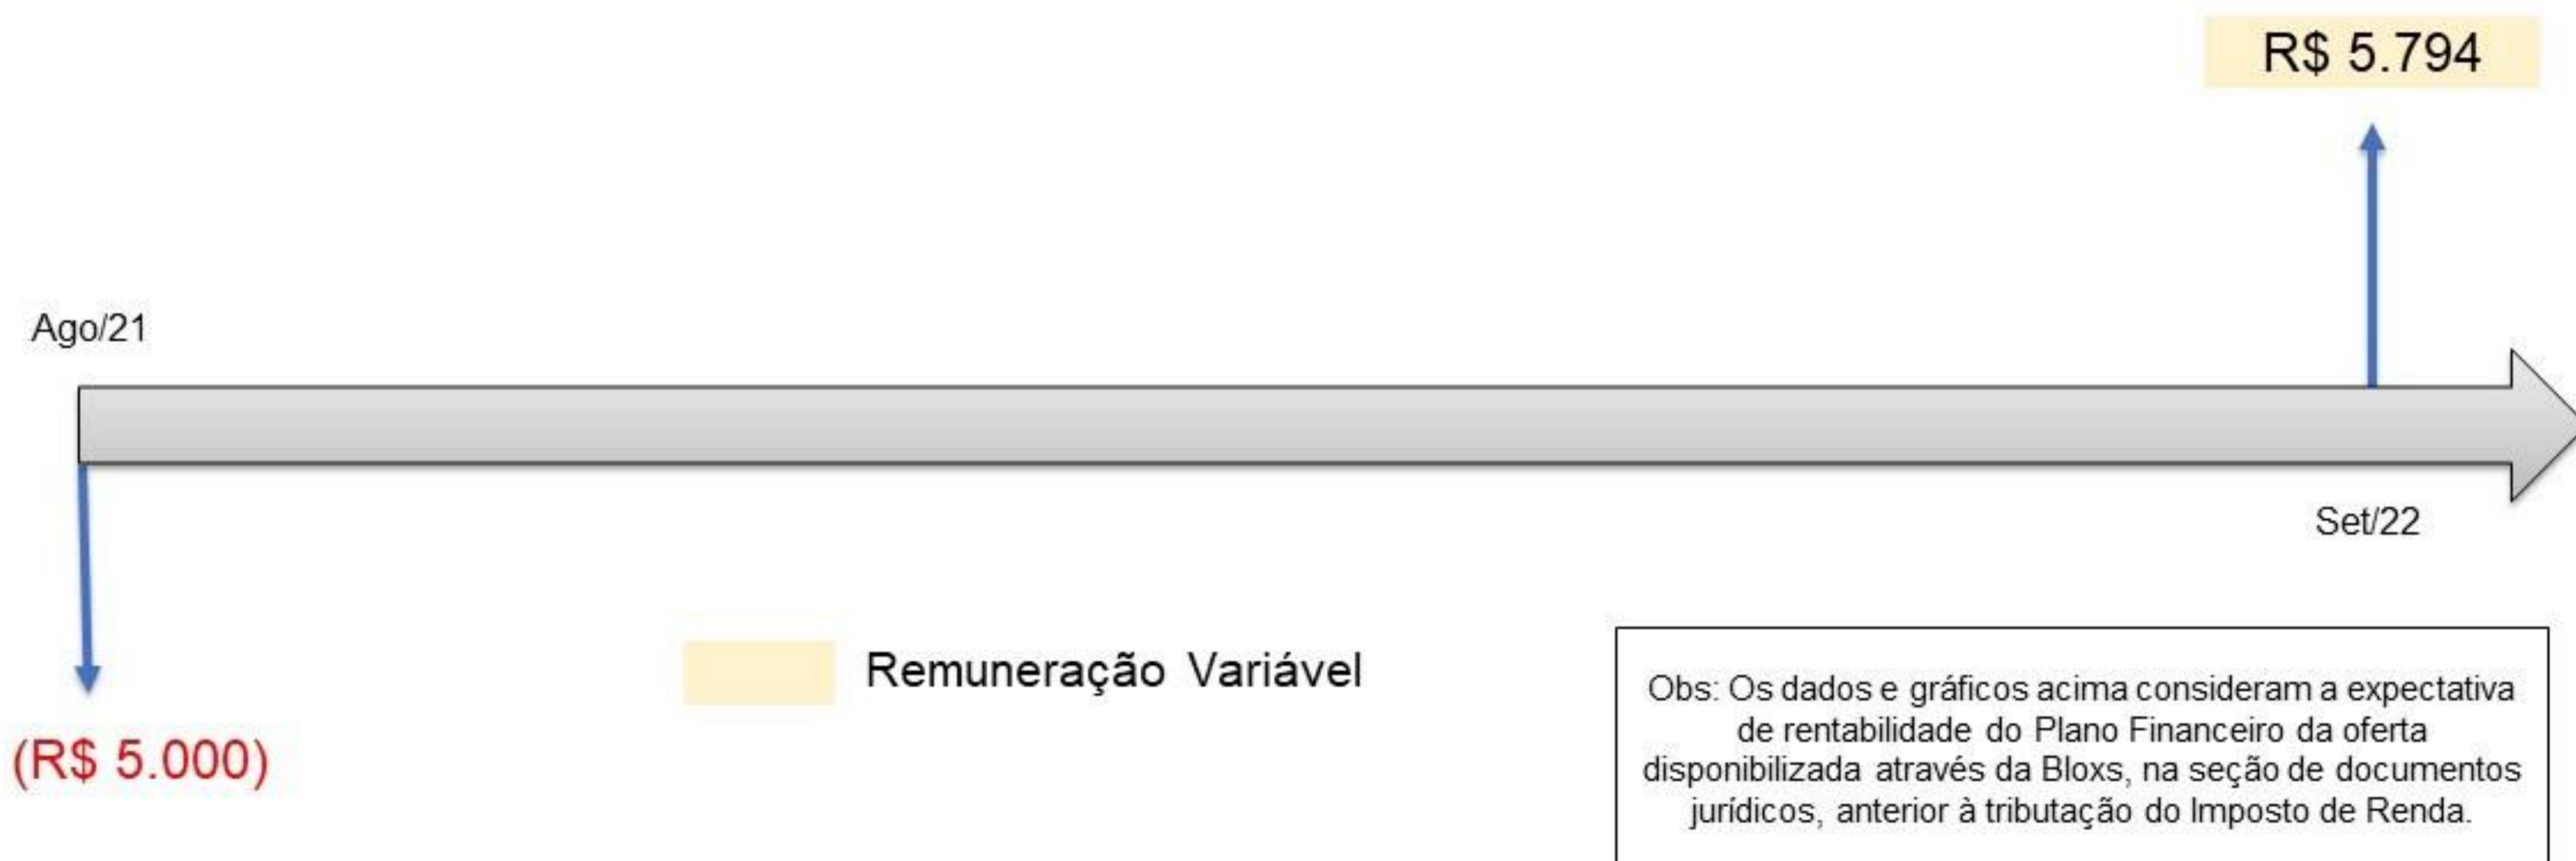 R$ 5.794
Ago/21
Set/22
Remuneração Variável
(R$ 5.000)
Obs: Os dados e gráficos acima consideram a expectativa
de rentabilidade do Plano Financeiro da oferta
disponibilizada através da Bloxs, na seção de documentos
jurídicos, anterior à tributação do Imposto de Renda.